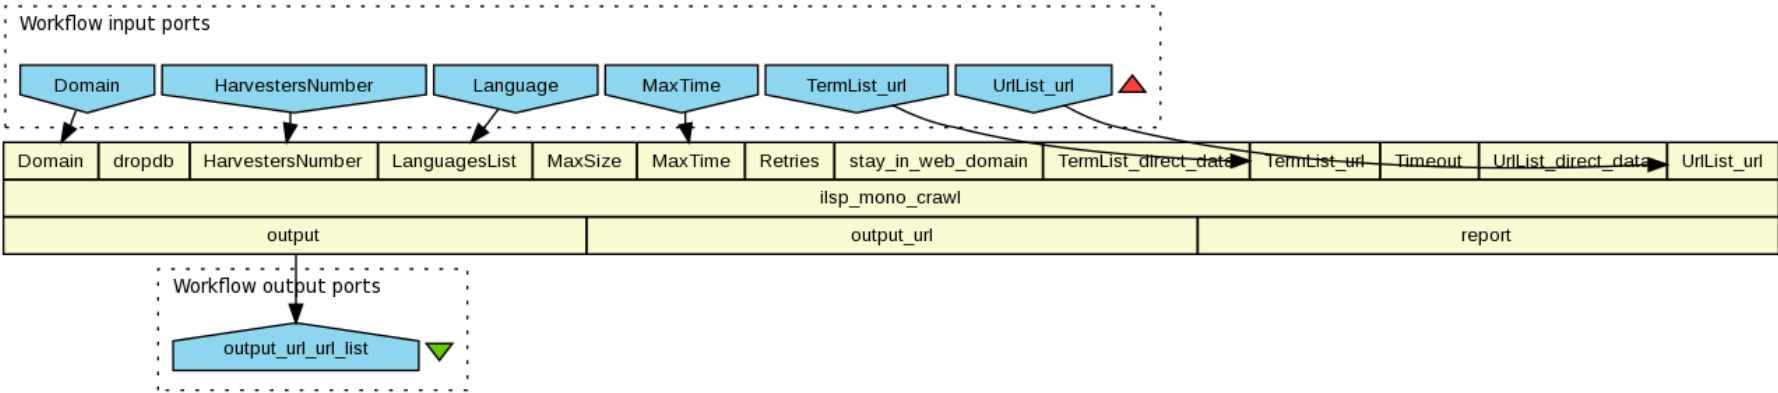 Workflow input ports
Domain HarvestersNumber Language MaxTime TermList_url UrlList_url
Domain dropdb HarvestersNumber LanguagesList MaxSize MaxTime Retries stay_in_web_domain TermList_direct_data TermList_url Timeout UrlList_direct_data UrlList_url
ilsp_mono_crawl
output output_url report
Workflow output ports
output_url_url_list